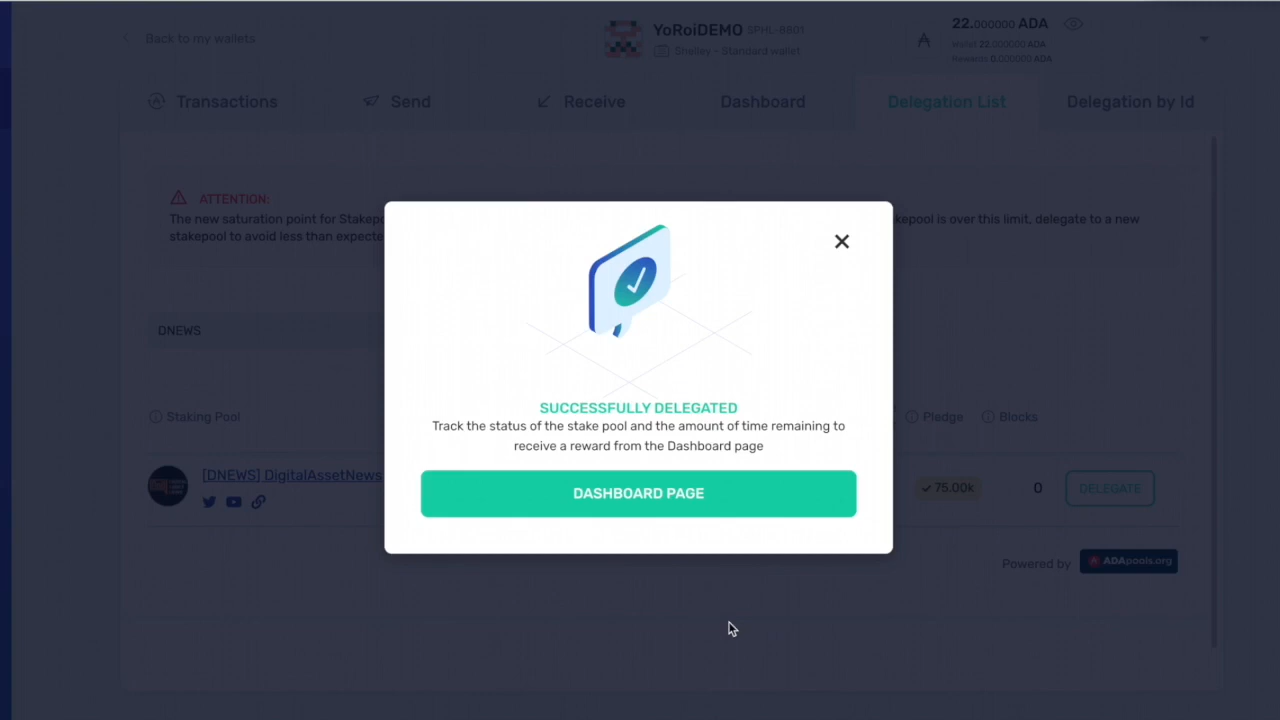 Back to my wallets
YoRoiDEMO SPHL-8801
Shelley - Standard wallet
22.000000 ADA
Wallet 22.000000 ADA
Rewards 0.000000 ADA
Transactions
Send
Receive
Dashboard
Delegation List
Delegation by Id
ATTENTION:
The new saturation point for Stakepo
kepool is over this limit, delegate to a new
stakepool to avoid less than expecte
DNEWS
SUCCESSFULLY DELEGATED
Track the status of the stake pool and the amount of time remaining to
receive a reward from the Dashboard page
DASHBOARD PAGE
Staking Pool
Pledge
Blocks
[DNEWS] DigitalAssetNews
75.00k
0
DELEGATE
Powered by ADApools.org